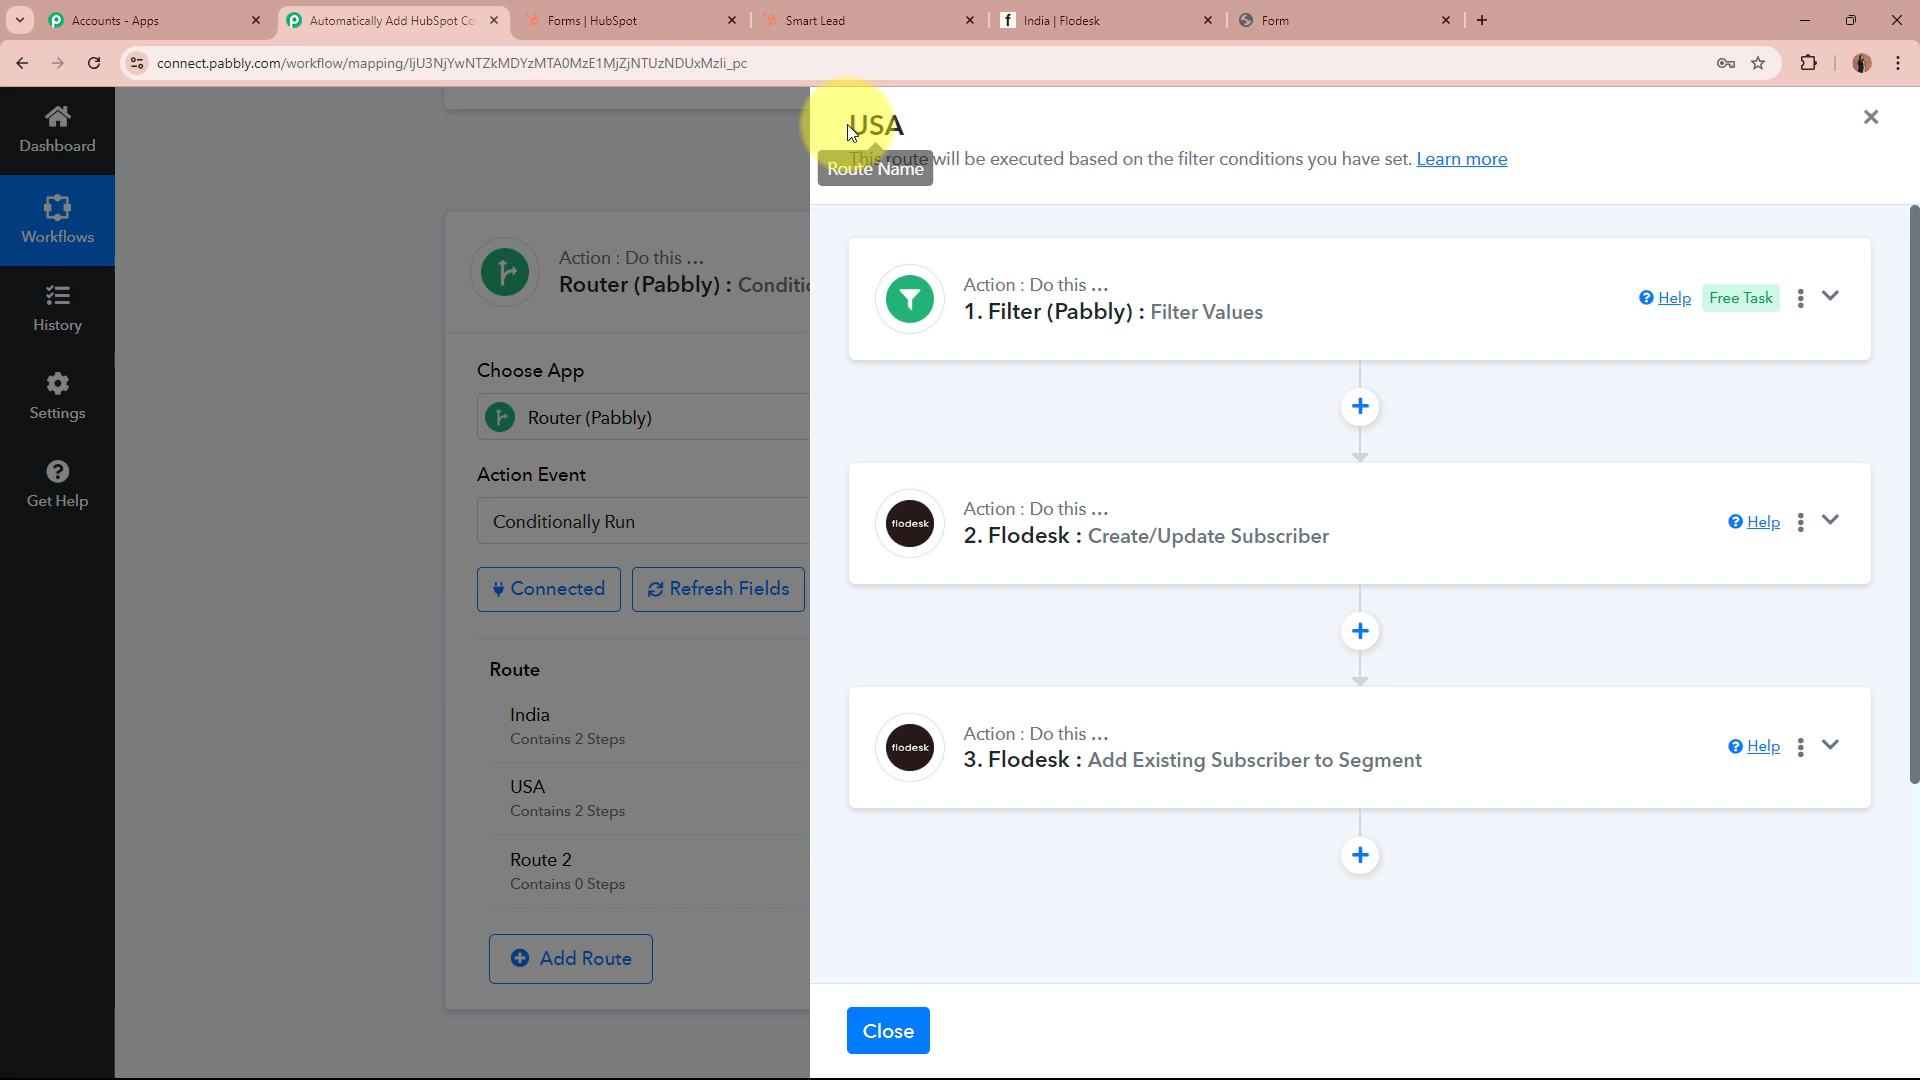 Accounts - Apps
Automatically Add HubSpot Co
Forms | HubSpot
Smart Lead
India | Flodesk
Form
connect.pabbly.com/workflow/mapping/IjU3NjYwNTZkMDYzMTA0MzE1MjZjNTUzNDUxMzIi_pc
Dashboard
Workflows
History
Settings
Get Help
Action : Do this ...
Router (Pabbly) : Conditio
Choose App
Router (Pabbly)
Action Event
Conditionally Run
Connected
Refresh Fields
Route
India
Contains 2 Steps
USA
Contains 2 Steps
Route 2
Contains 0 Steps
Add Route
USA
This route will be executed based on the filter conditions you have set. Learn more
Route Name
Action : Do this ...
1. Filter (Pabbly) : Filter Values
Help
Free Task
Action : Do this ...
flodesk
2. Flodesk : Create/Update Subscriber
Help
Action : Do this ...
flodesk
3. Flodesk : Add Existing Subscriber to Segment
Help
Close